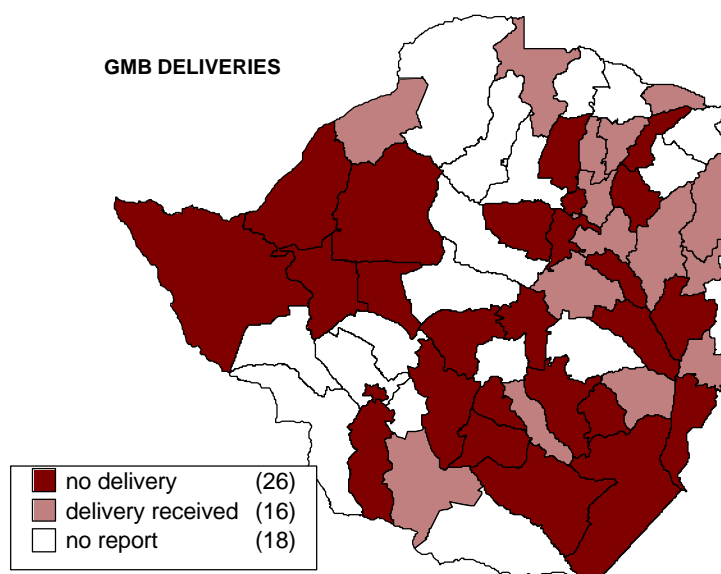 GMB DELIVERIES
no delivery (26)
delivery received (16)
no report (18)